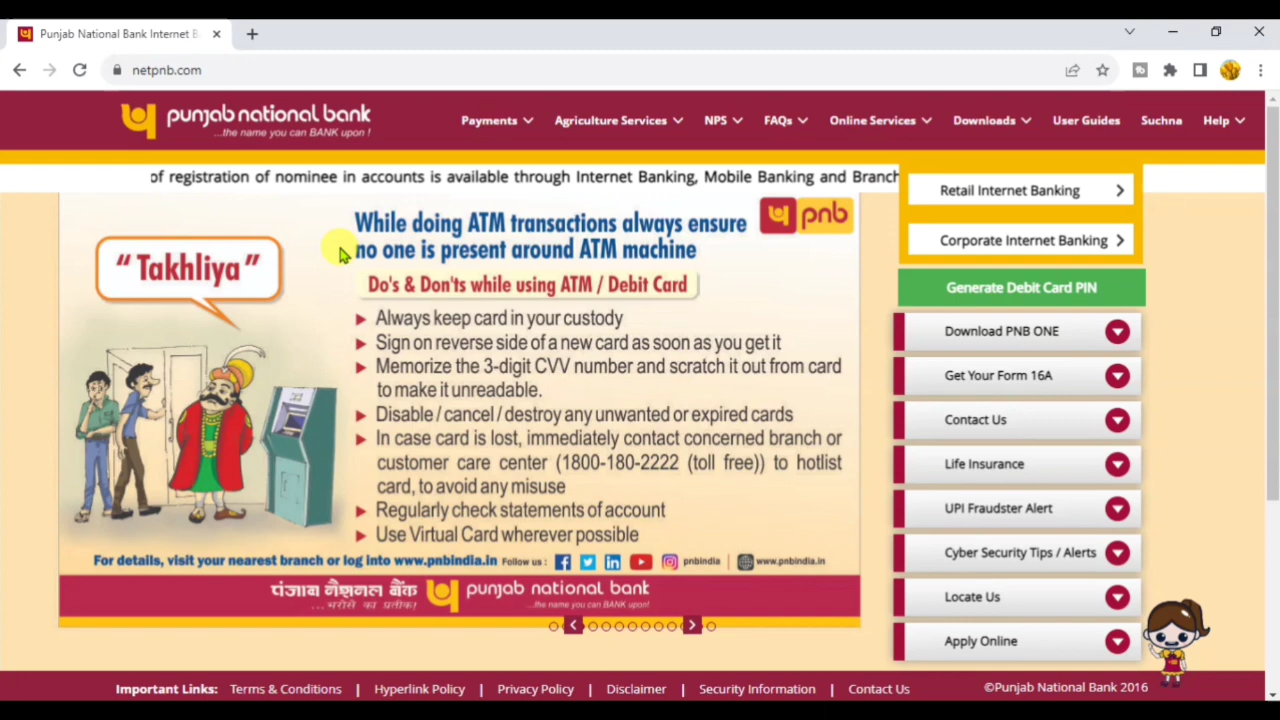 Punjab National Bank Internet B
netpnb.com
punjab national bank
...the name you can BANK upon !
Payments
Agriculture Services
NPS
FAQs
Online Services
Downloads
User Guides
Suchna
Help
of registration of nominee in accounts is available through Internet Banking, Mobile Banking and Branch
Retail Internet Banking
Corporate Internet Banking
Generate Debit Card PIN
Download PNB ONE
Get Your Form 16A
Contact Us
Life Insurance
UPI Fraudster Alert
Cyber Security Tips / Alerts
Locate Us
Apply Online
While doing ATM transactions always ensure
no one is present around ATM machine
pnb
" Takhliya "
Do's & Don'ts while using ATM / Debit Card
Always keep card in your custody
Sign on reverse side of a new card as soon as you get it
Memorize the 3-digit CVV number and scratch it out from card
to make it unreadable.
Disable / cancel / destroy any unwanted or expired cards
In case card is lost, immediately contact concerned branch or
customer care center (1800-180-2222 (toll free)) to hotlist
card, to avoid any misuse
Regularly check statements of account
Use Virtual Card wherever possible
For details, visit your nearest branch or log into www.pnbindia.in Follow us : pnbindia | www.pnbindia.in
पंजाब नैशनल बैंक
...भरोसे का प्रतीक!
punjab national bank
...the name you can BANK upon!
Important Links: Terms & Conditions | Hyperlink Policy | Privacy Policy | Disclaimer | Security Information | Contact Us
©Punjab National Bank 2016